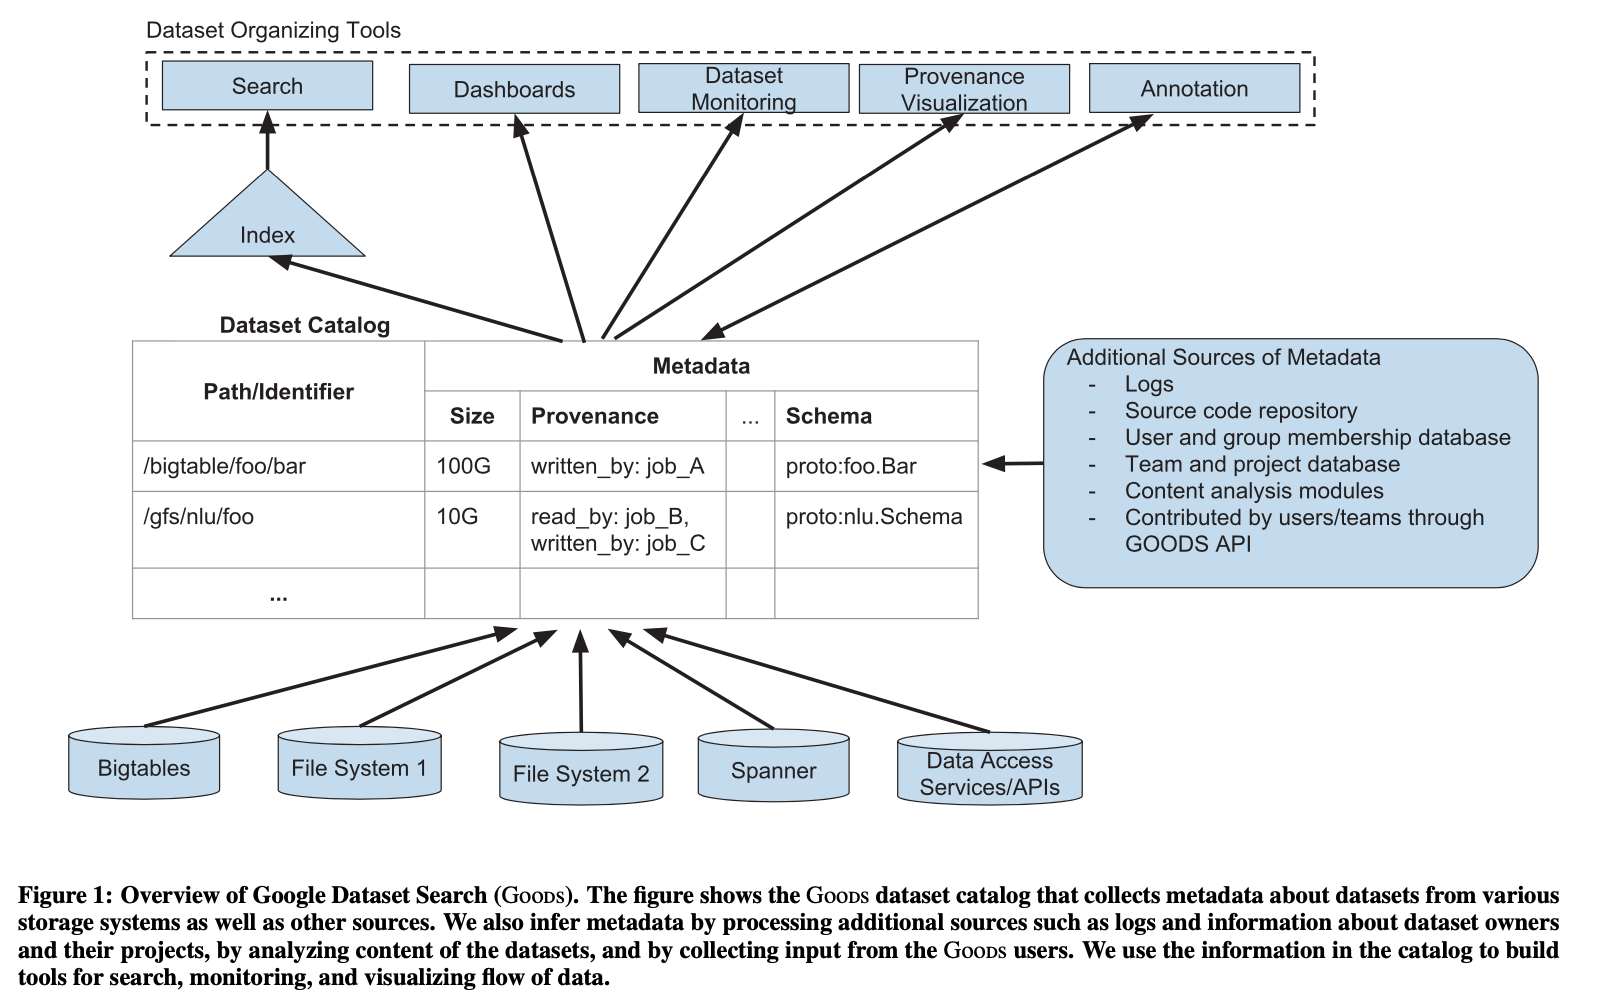 Dataset Organizing Tools
Search
Dashboards
Dataset
Monitoring
Provenance
Visualization
Annotation
Index
Dataset Catalog
Path/Identifier
Metadata
Size
Provenance
...
Schema
/bigtable/foo/bar
100G
written_by: job_A
proto:foo.Bar
/gfs/nlu/foo
10G
read_by: job_B,
written_by: job_C
proto:nlu.Schema
...
Additional Sources of Metadata
- Logs
- Source code repository
- User and group membership database
- Team and project database
- Content analysis modules
- Contributed by users/teams through
GOODS API
Bigtables
File System 1
File System 2
Spanner
Data Access
Services/APIs
Figure 1: Overview of Google Dataset Search (GOODS). The figure shows the GOODS dataset catalog that collects metadata about datasets from various
storage systems as well as other sources. We also infer metadata by processing additional sources such as logs and information about dataset owners
and their projects, by analyzing content of the datasets, and by collecting input from the GOODS users. We use the information in the catalog to build
tools for search, monitoring, and visualizing flow of data.